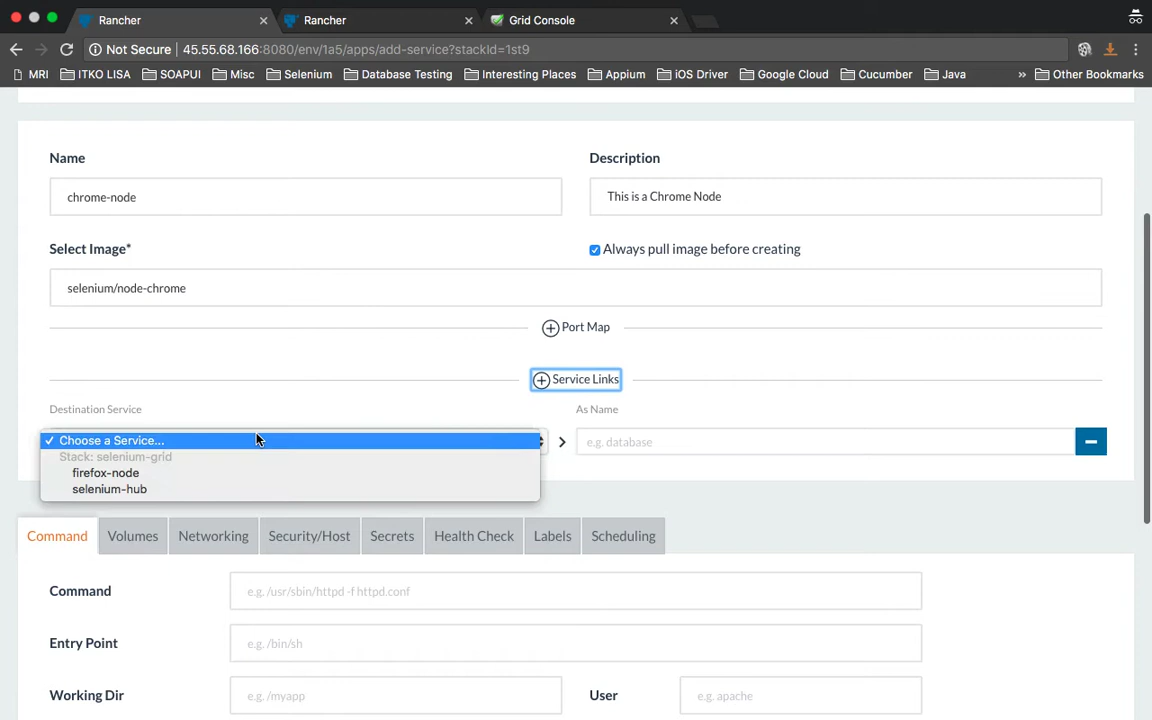 Rancher
Rancher
Grid Console
Not Secure 45.55.68.166:8080/env/1a5/apps/add-service?stackId=1st9
MRI ITKO LISA SOAPUI Misc Selenium Database Testing Interesting Places Appium iOS Driver Google Cloud Cucumber Java » Other Bookmarks
Name Description
chrome-node This is a Chrome Node
Select Image* Always pull image before creating
selenium/node-chrome
Port Map
Service Links
Destination Service As Name
✓ Choose a Service... e.g. database
Stack: selenium-grid
firefox-node
selenium-hub
Command Volumes Networking Security/Host Secrets Health Check Labels Scheduling
Command e.g. /usr/sbin/httpd -f httpd.conf
Entry Point e.g. /bin/sh
Working Dir e.g. /myapp User e.g. apache